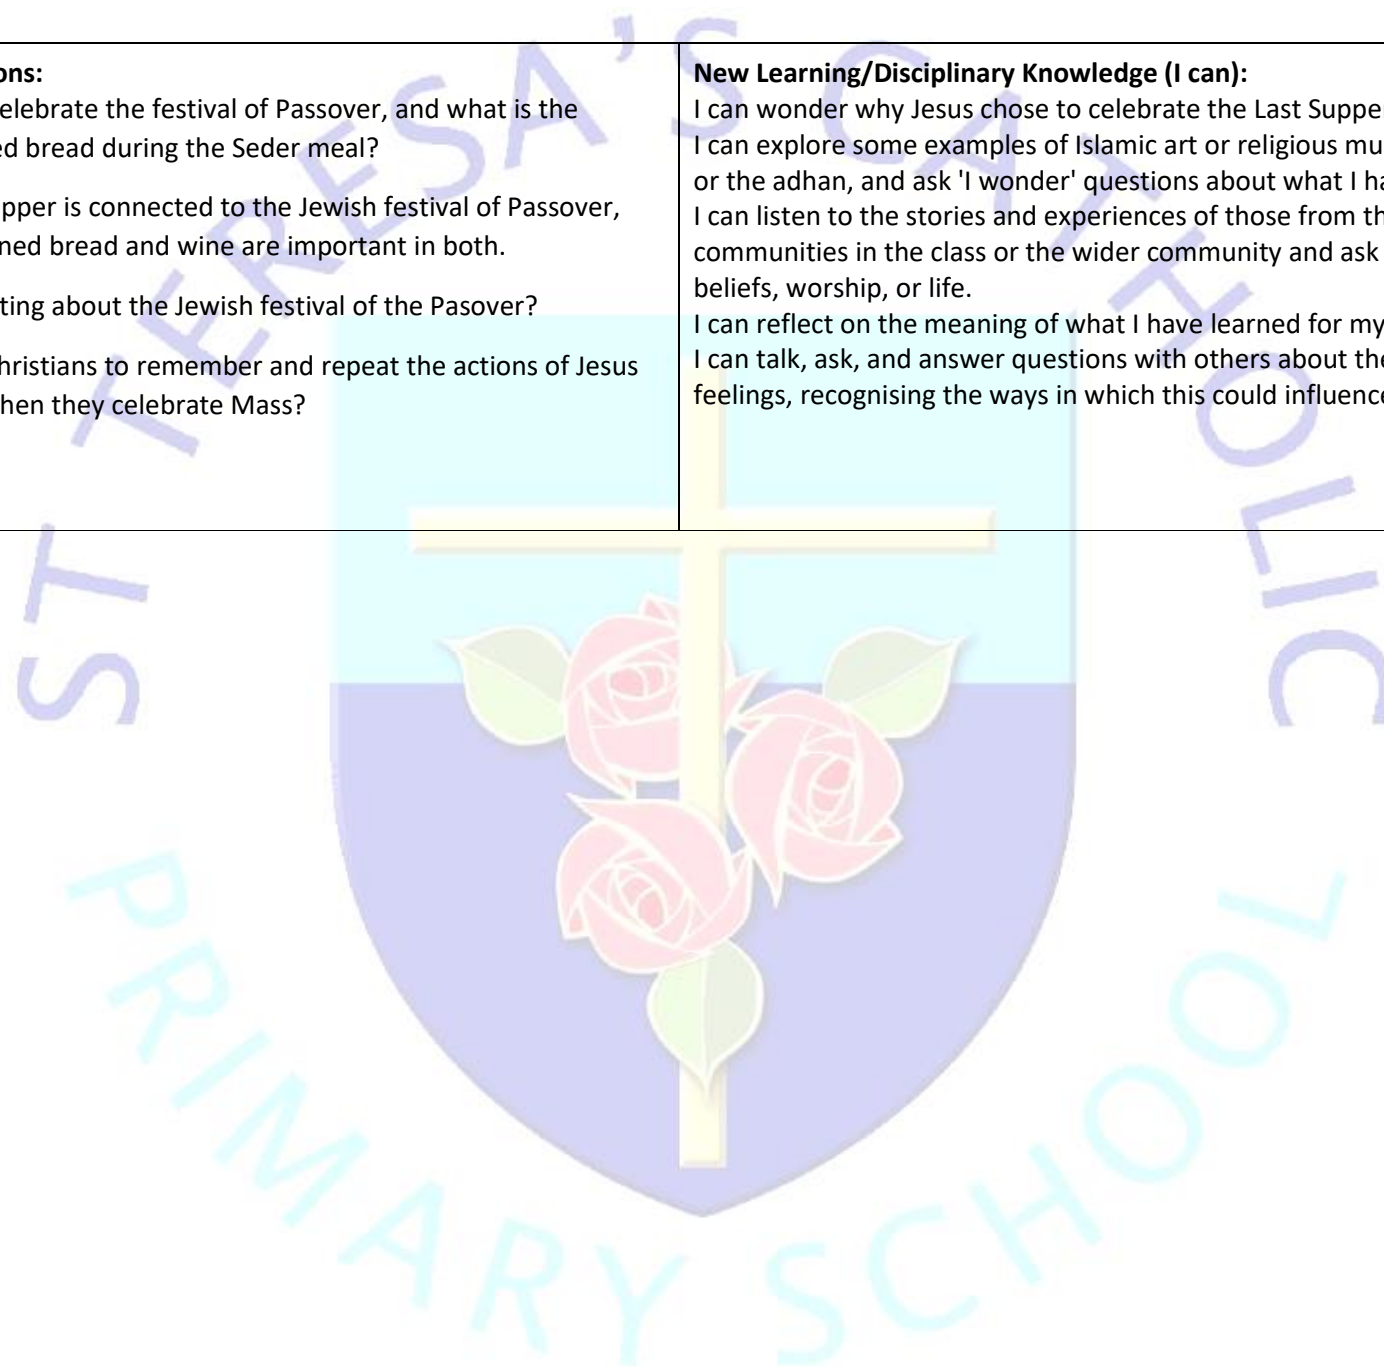 ons:
elebrate the festival of Passover, and what is the
ed bread during the Seder meal?
pper is connected to the Jewish festival of Passover,
ned bread and wine are important in both.
ting about the Jewish festival of the Pasover?
hristians to remember and repeat the actions of Jesus
hen they celebrate Mass?
New Learning/Disciplinary Knowledge (I can):
I can wonder why Jesus chose to celebrate the Last Suppe
I can explore some examples of Islamic art or religious mu
or the adhan, and ask 'I wonder' questions about what I ha
I can listen to the stories and experiences of those from th
communities in the class or the wider community and ask
beliefs, worship, or life.
I can reflect on the meaning of what I have learned for my
I can talk, ask, and answer questions with others about the
feelings, recognising the ways in which this could influence
ST TERESA'S CATHOLIC
PRIMARY SCHOOL